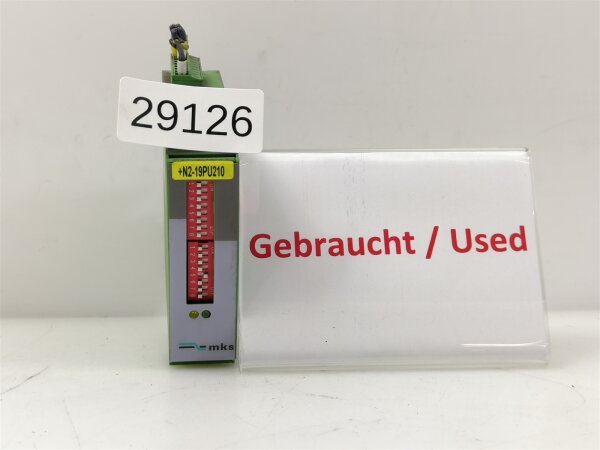 29126
+N2-19PU210
Gebraucht / Used
mks